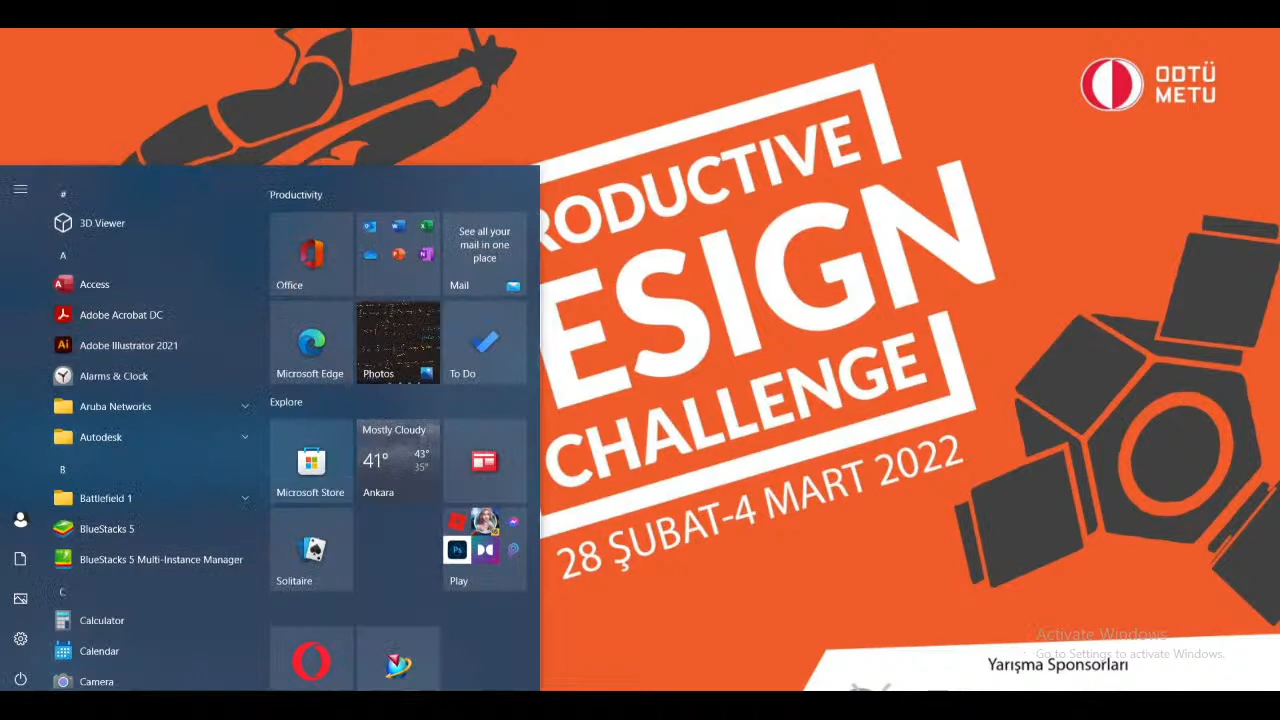 ODTÜ
METU
RODUCTIVE
ESIGN
CHALLENGE
28 ŞUBAT-4 MART 2022
Activate Windows
Go to Settings to activate Windows.
Yarışma Sponsorları
#
3D Viewer
A
Access
Adobe Acrobat DC
Adobe Illustrator 2021
Alarms & Clock
Aruba Networks
Autodesk
B
Battlefield 1
BlueStacks 5
BlueStacks 5 Multi-Instance Manager
C
Calculator
Calendar
Camera
Productivity
Office
See all your
mail in one
place
Mail
Microsoft Edge
Photos
To Do
Explore
Microsoft Store
Mostly Cloudy
41°
43°
35°
Ankara
Solitaire
Ps
Play
Ai